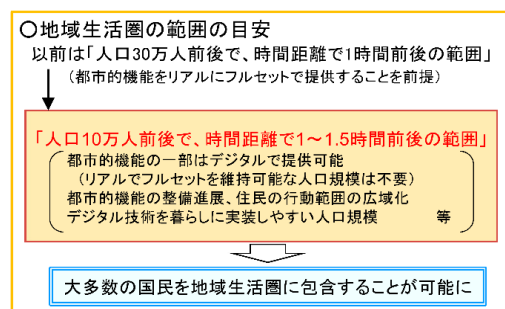 〇地域生活圏の範囲の目安
以前は「人口30万人前後で、時間距離で1時間前後の範囲」
（都市的機能をリアルにフルセットで提供することを前提）
「人口10万人前後で、時間距離で1～1.5時間前後の範囲」
都市的機能の一部はデジタルで提供可能
（リアルでフルセットを維持可能な人口規模は不要）
都市的機能の整備進展、住民の行動範囲の広域化
デジタル技術を暮らしに実装しやすい人口規模 等
大多数の国民を地域生活圏に包含することが可能に